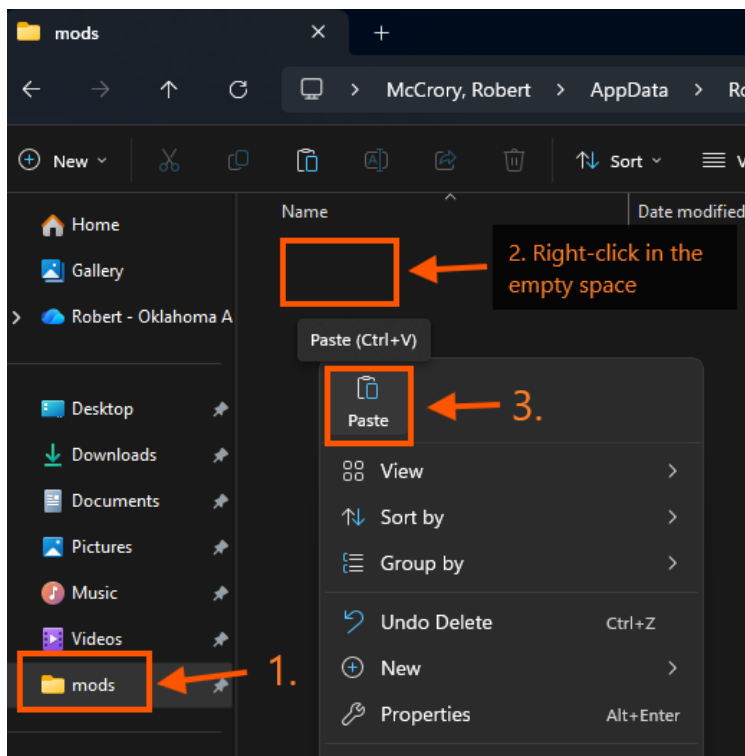 mods
McCrory, Robert > AppData >
New
Sort
Name
Date modified
Home
Gallery
Robert - Oklahoma A
2. Right-click in the
empty space
Paste (Ctrl+V)
Paste
3.
View
Sort by
Group by
Undo Delete Ctrl+Z
New
Properties Alt+Enter
Desktop
Downloads
Documents
Pictures
Music
Videos
mods
1.